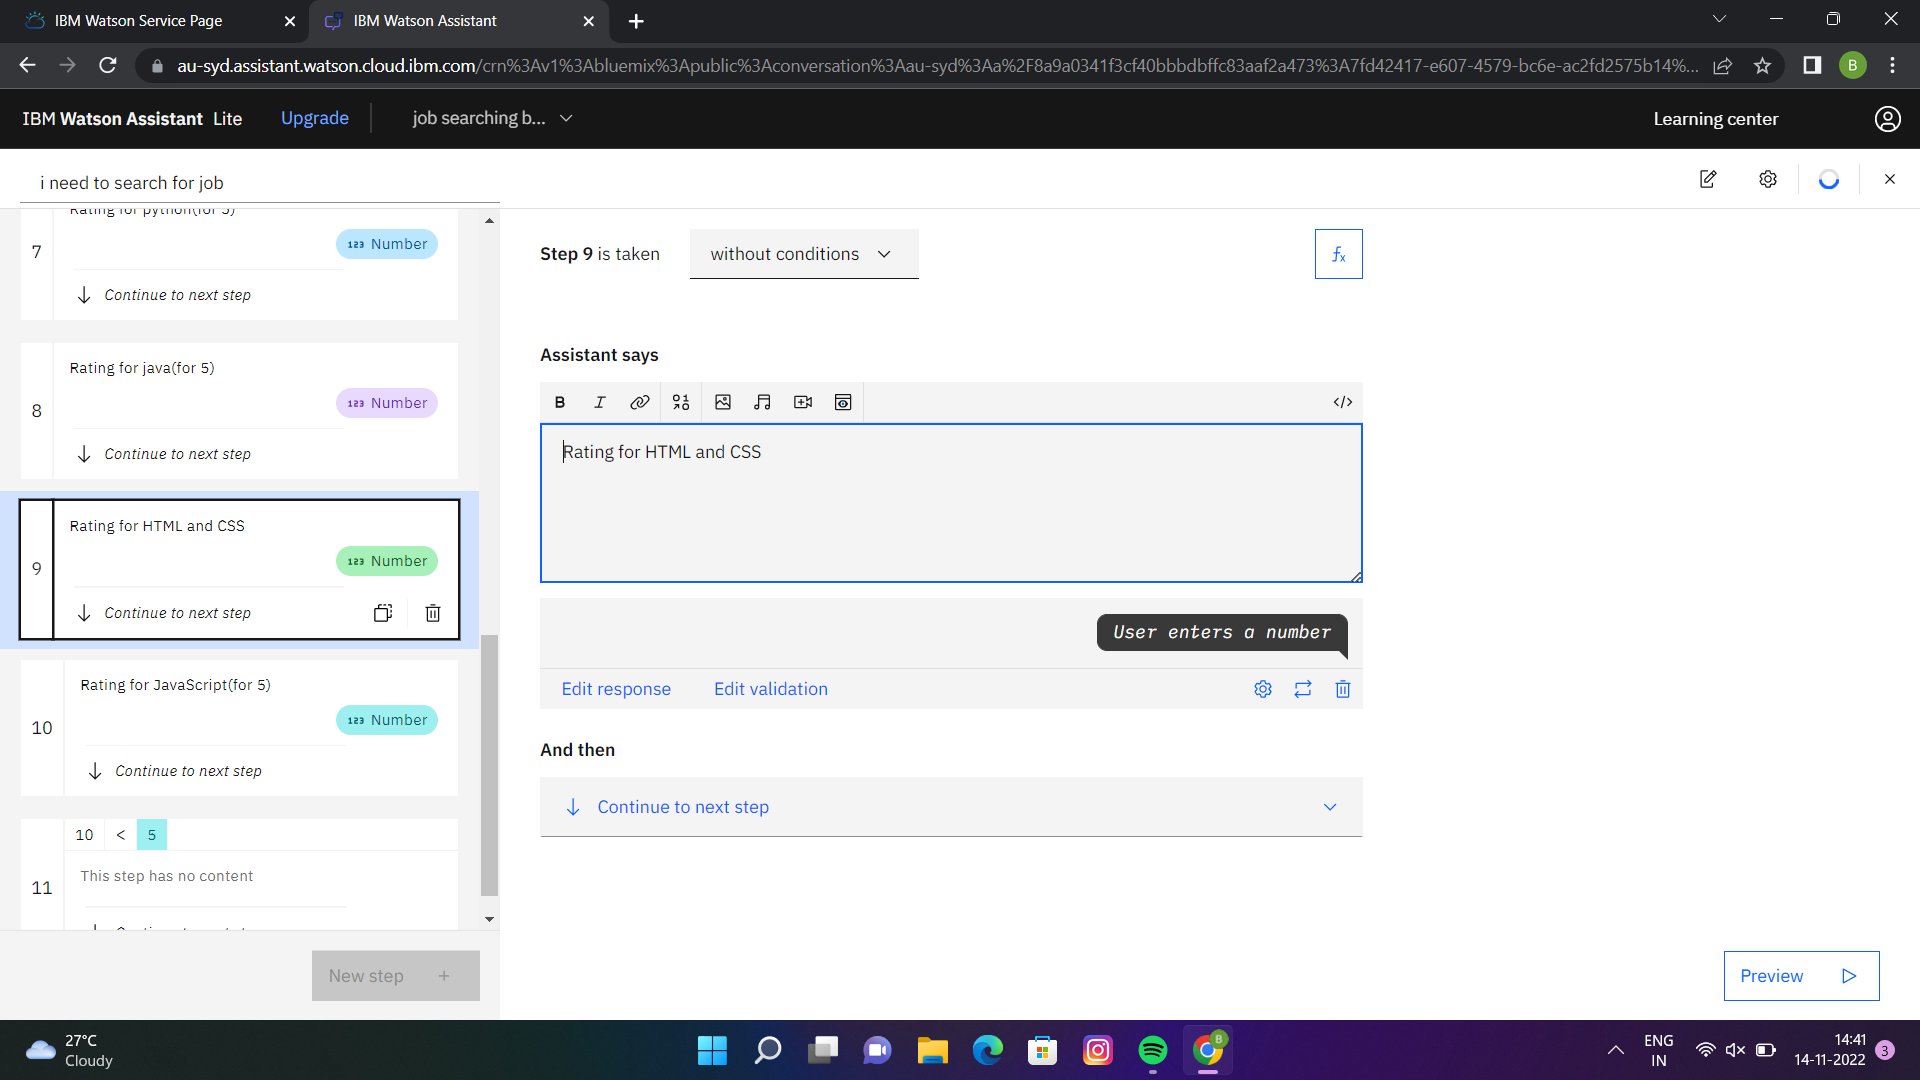 IBM Watson Service Page
IBM Watson Assistant
au-syd.assistant.watson.cloud.ibm.com/crn%3Av1%3Abluemix%3Apublic%3Aconversation%3Aau-syd%3Aa%2F8a9a0341f3cf40bbbdbffc83aaf2a473%3A7fd42417-e607-4579-bc6e-ac2fd2575b14%...
B
IBM Watson Assistant Lite
Upgrade
job searching b...
Learning center
i need to search for job
Rating for python(for 5)
7
123 Number
Continue to next step
Rating for java(for 5)
8
123 Number
Continue to next step
Rating for HTML and CSS
9
123 Number
Continue to next step
Rating for JavaScript(for 5)
10
123 Number
Continue to next step
10 < 5
This step has no content
11
New step +
Step 9 is taken
without conditions
fx
Assistant says
B I
</>
Rating for HTML and CSS
User enters a number
Edit response
Edit validation
And then
Continue to next step
Preview
27°C
Cloudy
B
ENG
IN
14:41
14-11-2022
3